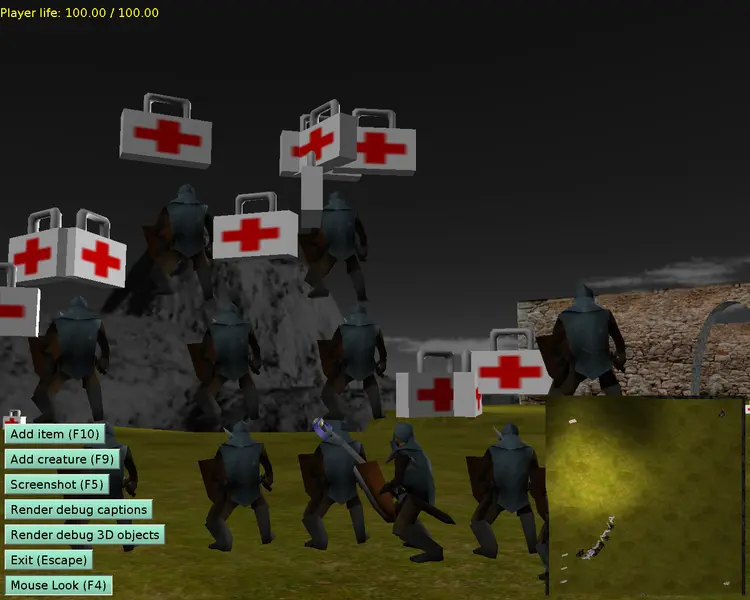 Player life: 100.00 / 100.00
Add item (F10)
Add creature (F9)
Screenshot (F5)
Render debug captions
Render debug 3D objects
Exit (Escape)
Mouse Look (F4)